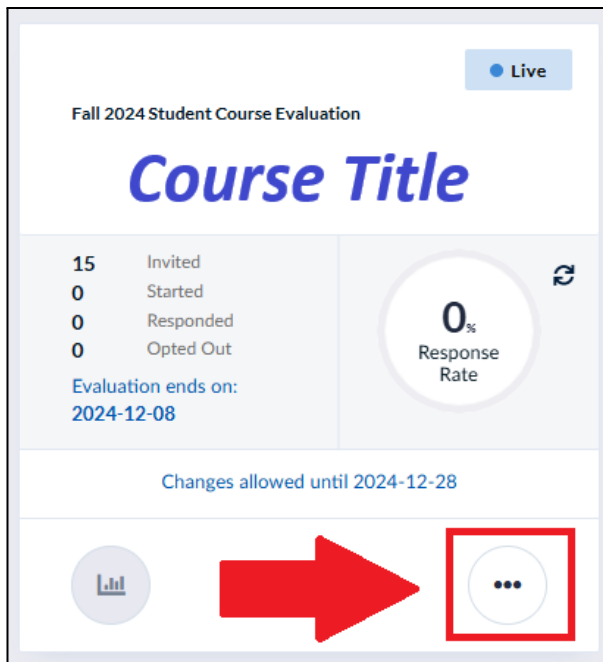 Live
Fall 2024 Student Course Evaluation
Course Title
15 Invited
0 Started
0 Responded
0 Opted Out
Evaluation ends on:
2024-12-08
0%
Response
Rate
Changes allowed until 2024-12-28